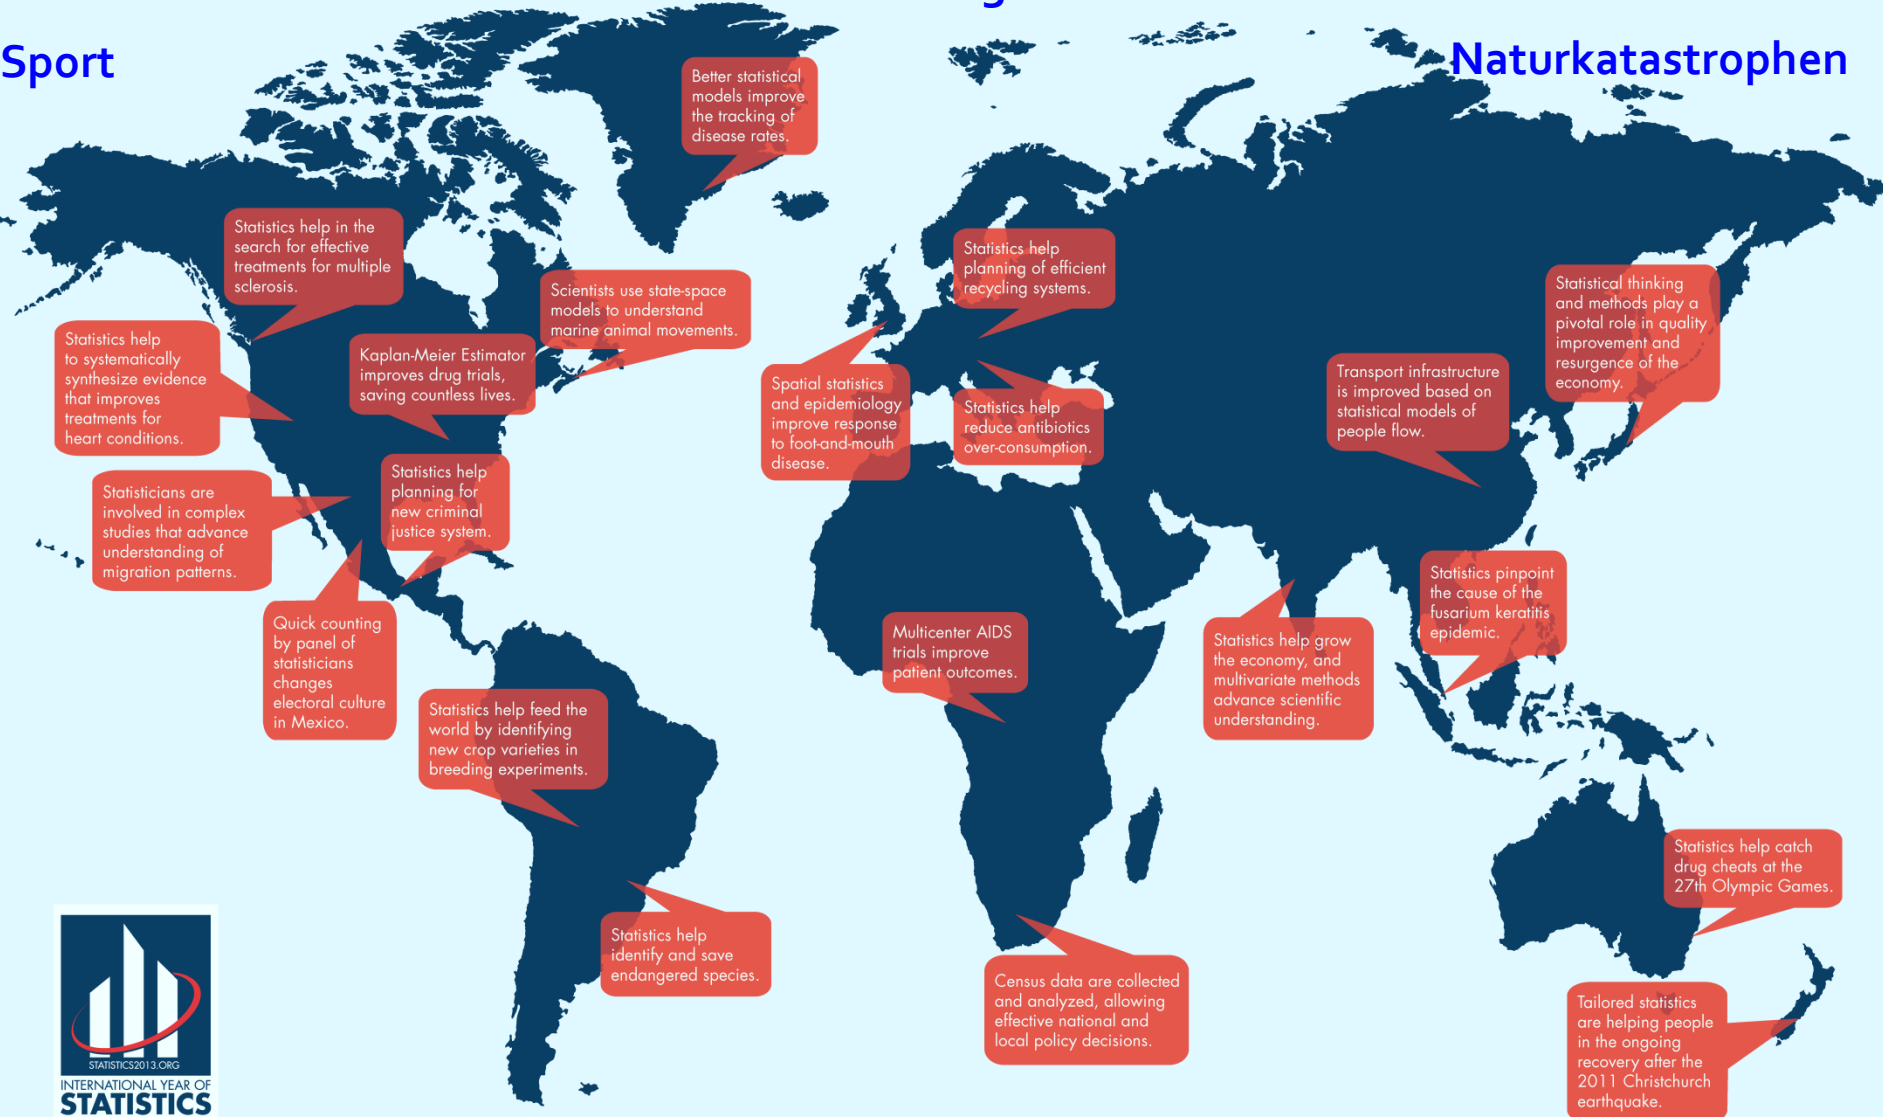 Sport
Naturkatastrophen
Better statistical
models improve
the tracking of
disease rates.
Statistics help in the
search for effective
treatments for multiple
sclerosis.
Scientists use state-space
models to understand
marine animal movements.
Statistics help
planning of efficient
recycling systems.
Statistical thinking
and methods play a
pivotal role in quality
improvement and
resurgence of the
economy.
Statistics help
to systematically
synthesize evidence
that improves
treatments for
heart conditions.
Kaplan-Meier Estimator
improves drug trials,
saving countless lives.
Spatial statistics
and epidemiology
improve response
to foot-and-mouth
disease.
Statistics help
reduce antibiotics
over-consumption.
Transport infrastructure
is improved based on
statistical models of
people flow.
Statisticians are
involved in complex
studies that advance
understanding of
migration patterns.
Statistics help
planning for
new criminal
justice system.
Quick counting
by panel of
statisticians
changes
electoral culture
in Mexico.
Multicenter AIDS
trials improve
patient outcomes.
Statistics help grow
the economy, and
multivariate methods
advance scientific
understanding.
Statistics pinpoint
the cause of the
fusarium keratitis
epidemic.
Statistics help feed the
world by identifying
new crop varieties in
breeding experiments.
Statistics help
identify and save
endangered species.
Census data are collected
and analyzed, allowing
effective national and
local policy decisions.
Statistics help catch
drug cheats at the
27th Olympic Games.
Tailored statistics
are helping people
in the ongoing
recovery after the
2011 Christchurch
earthquake.
STATISTICS2013.ORG
INTERNATIONAL YEAR OF
STATISTICS